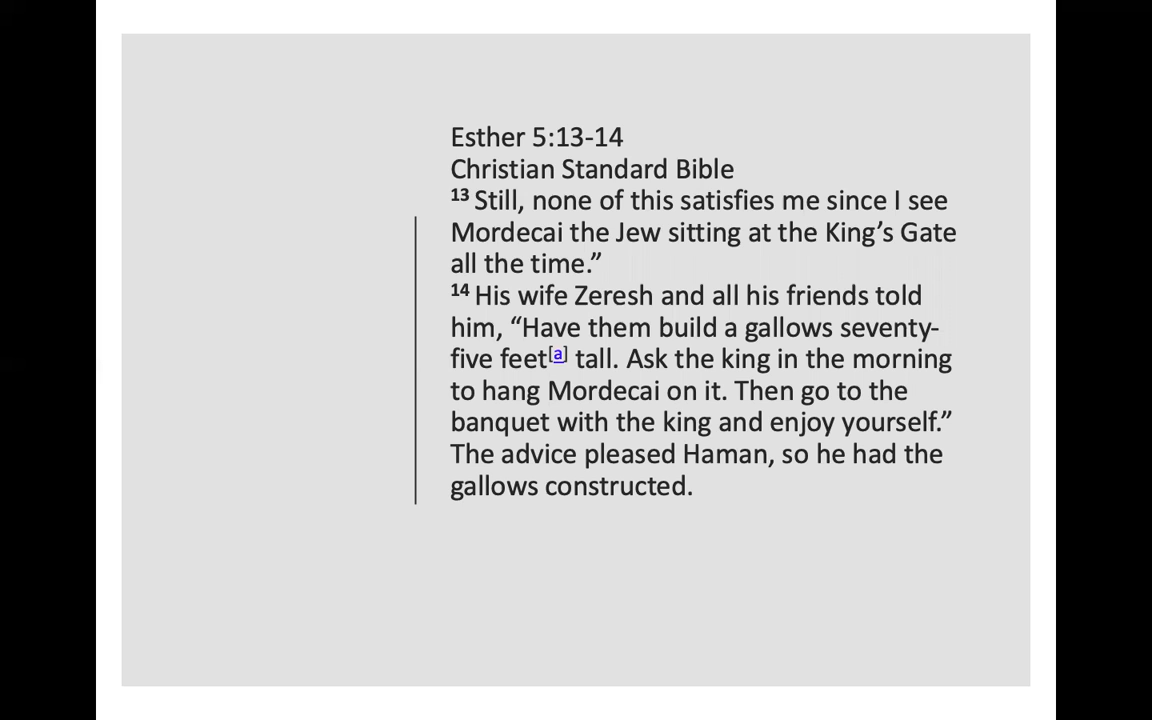 Esther 5:13-14
Christian Standard Bible
13 Still, none of this satisfies me since I see
Mordecai the Jew sitting at the King’s Gate
all the time.”
14 His wife Zeresh and all his friends told
him, “Have them build a gallows seventy-
five feet[a] tall. Ask the king in the morning
to hang Mordecai on it. Then go to the
banquet with the king and enjoy yourself.”
The advice pleased Haman, so he had the
gallows constructed.